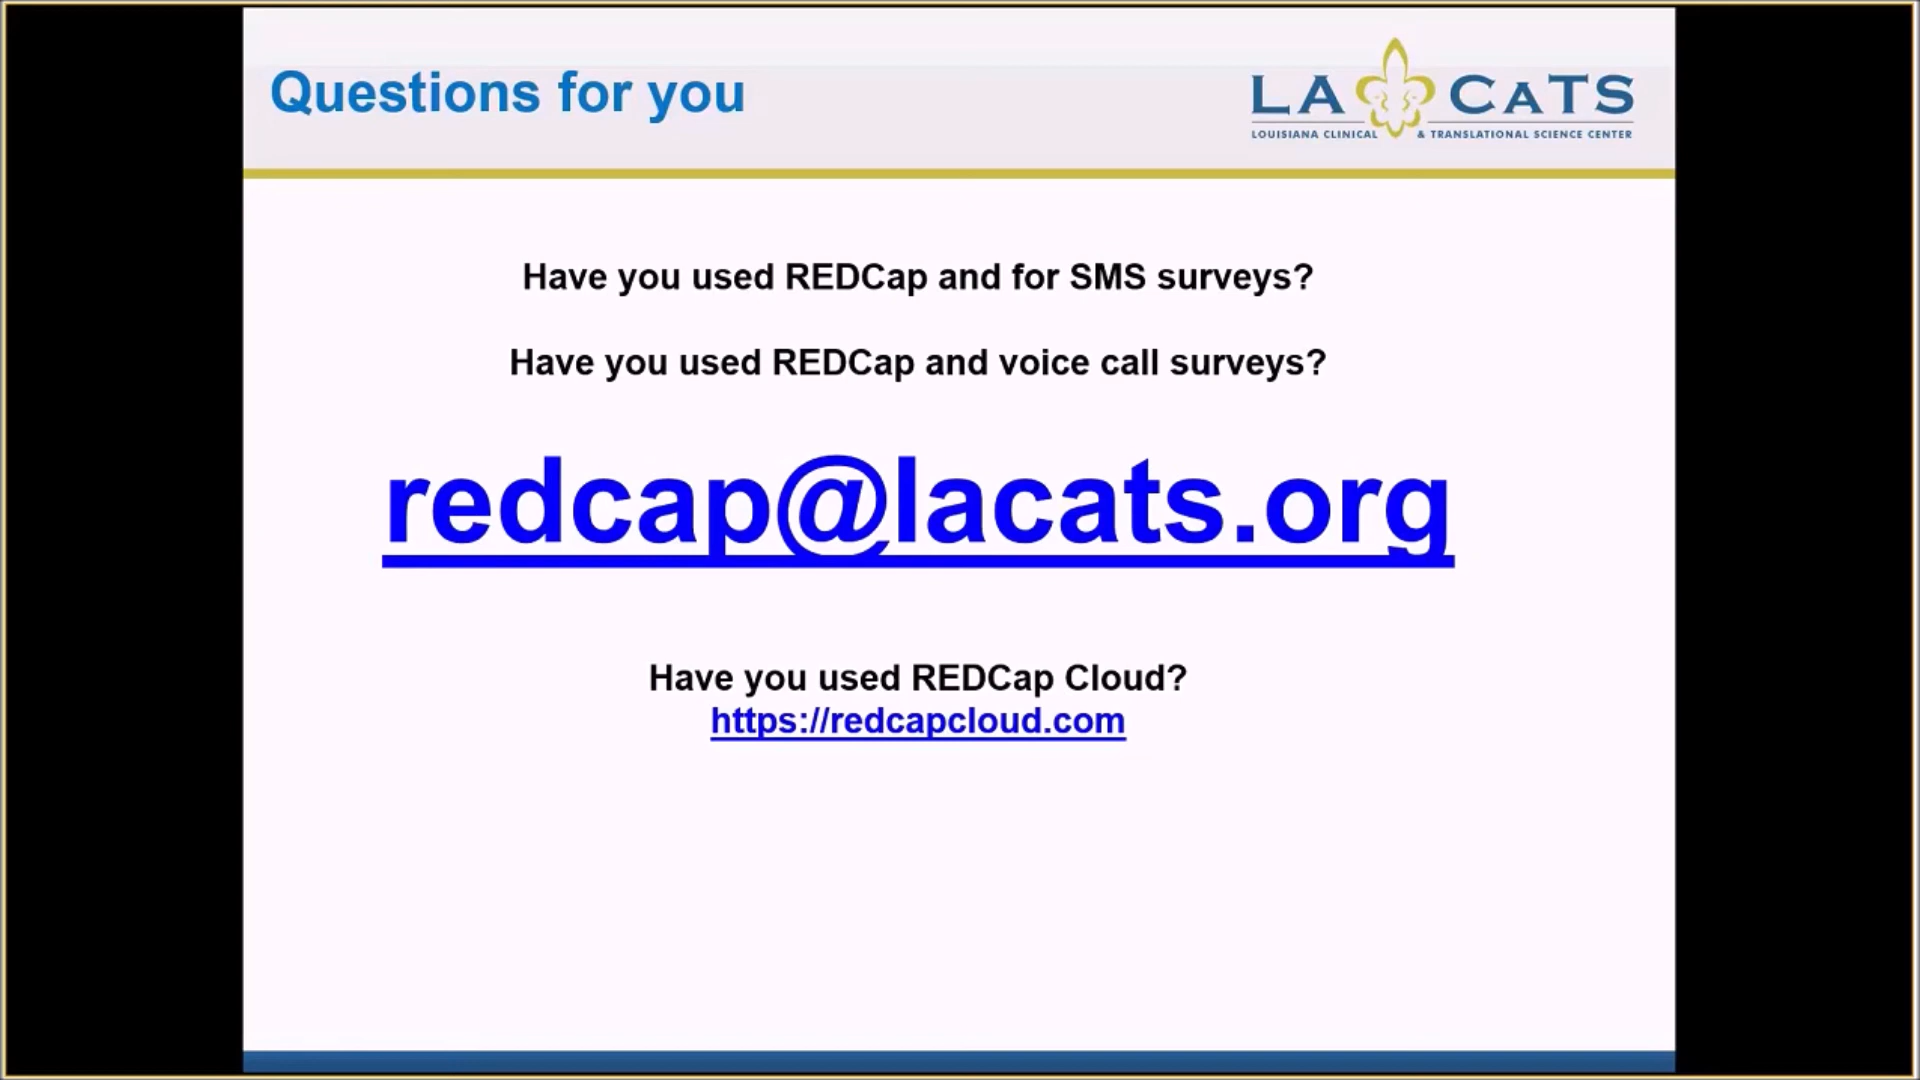 Questions for you
LA CATS
LOUISIANA CLINICAL & TRANSLATIONAL SCIENCE CENTER
Have you used REDCap and for SMS surveys?
Have you used REDCap and voice call surveys?
redcap@lacats.org
Have you used REDCap Cloud?
https://redcapcloud.com